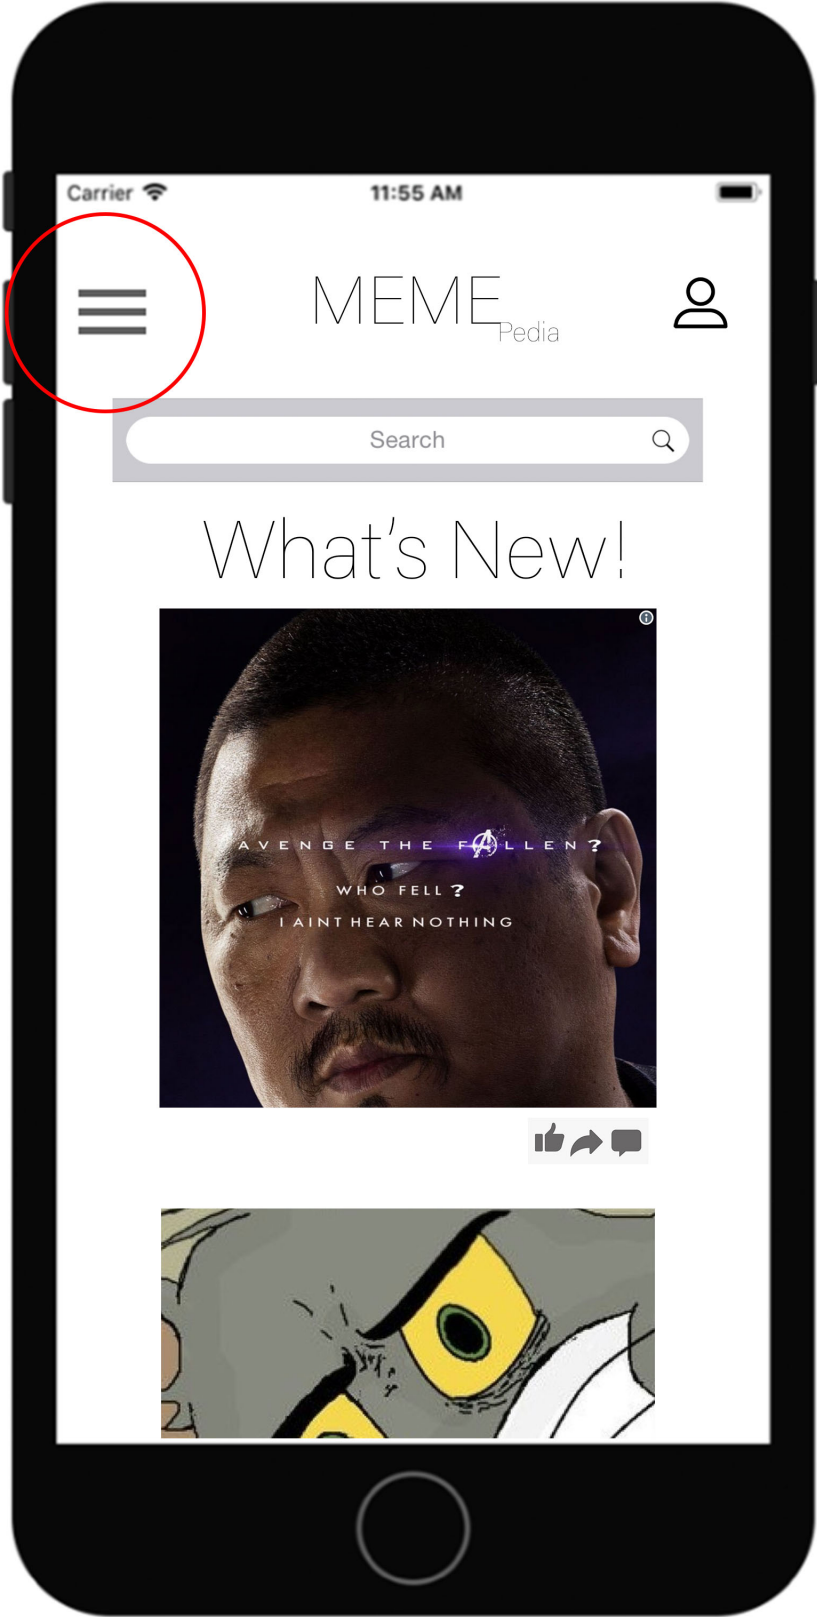 Carrier 11:55 AM
MEME
Pedia
Search
What's New!
AVENGE THE FALLEN?
WHO FELL?
I AINT HEAR NOTHING